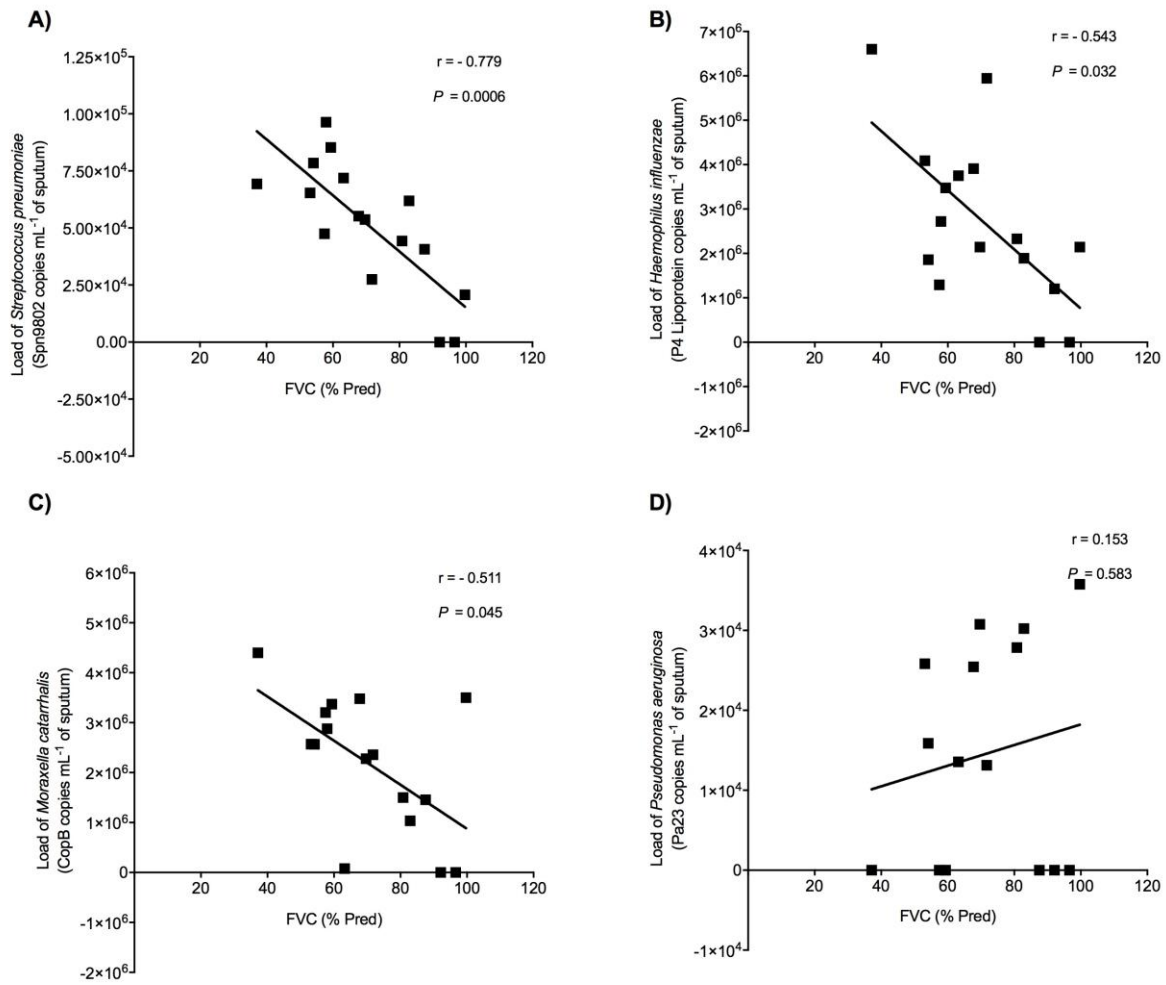 A)
r = - 0.779
P = 0.0006
Load of Streptococcus pneumoniae
(Spn9802 copies mL⁻¹ of sputum)
1.25×10⁵
1.00×10⁵
7.50×10⁴
5.00×10⁴
2.50×10⁴
0.00
-2.50×10⁴
-5.00×10⁴
20 40 60 80 100 120
FVC (% Pred)
B)
r = - 0.543
P = 0.032
Load of Haemophilus influenzae
(P4 Lipoprotein copies mL⁻¹ of sputum)
7×10⁶
6×10⁶
5×10⁶
4×10⁶
3×10⁶
2×10⁶
1×10⁶
0
-1×10⁶
-2×10⁶
20 40 60 80 100 120
FVC (% Pred)
C)
r = - 0.511
P = 0.045
Load of Moraxella catarrhalis
(CopB copies mL⁻¹ of sputum)
6×10⁶
5×10⁶
4×10⁶
3×10⁶
2×10⁶
1×10⁶
0
-1×10⁶
-2×10⁶
20 40 60 80 100 120
FVC (% Pred)
D)
r = 0.153
P = 0.583
Load of Pseudomonas aeruginosa
(Pa23 copies mL⁻¹ of sputum)
4×10⁴
3×10⁴
2×10⁴
1×10⁴
0
-1×10⁴
20 40 60 80 100 120
FVC (% Pred)